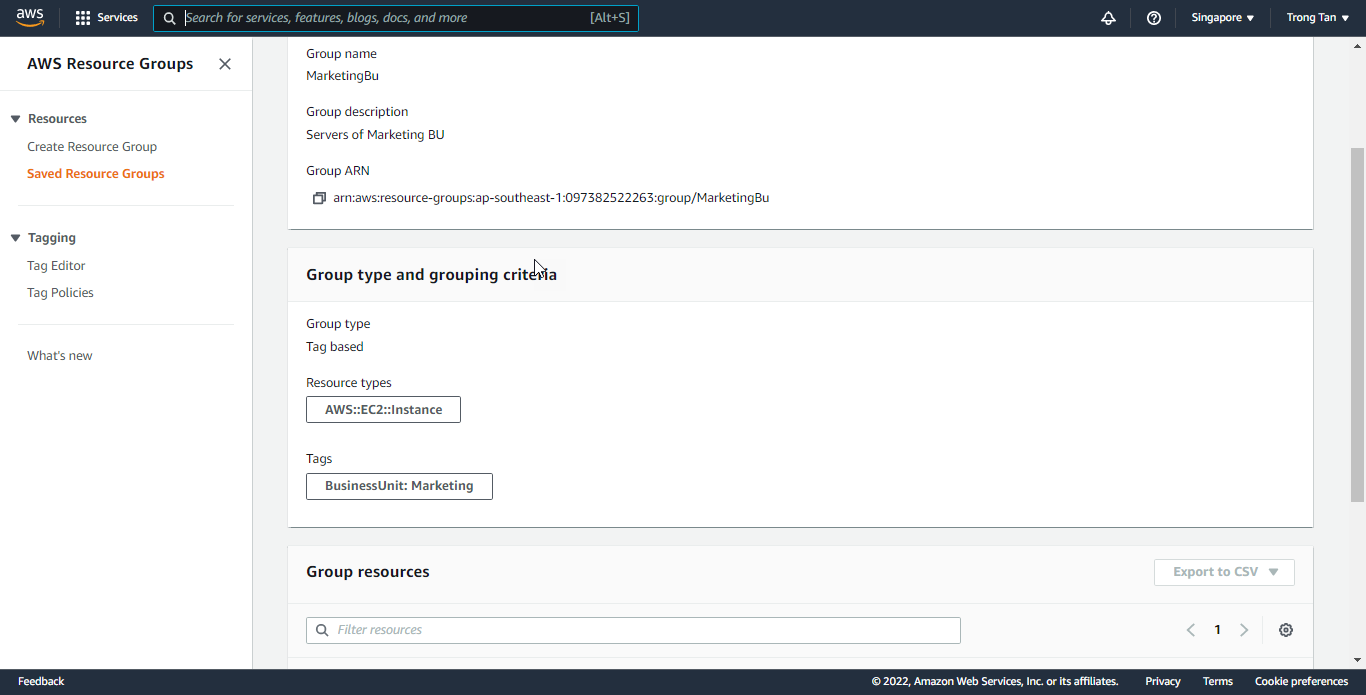 aws
Services
Search for services, features, blogs, docs, and more
[Alt+S]
Singapore
Trong Tan
AWS Resource Groups
Resources
Create Resource Group
Saved Resource Groups
Tagging
Tag Editor
Tag Policies
What's new
Group name
MarketingBu
Group description
Servers of Marketing BU
Group ARN
arn:aws:resource-groups:ap-southeast-1:097382522263:group/MarketingBu
Group type and grouping criteria
Group type
Tag based
Resource types
AWS::EC2::Instance
Tags
BusinessUnit: Marketing
Group resources
Export to CSV
Filter resources
1
Feedback
© 2022, Amazon Web Services, Inc. or its affiliates.
Privacy
Terms
Cookie preferences